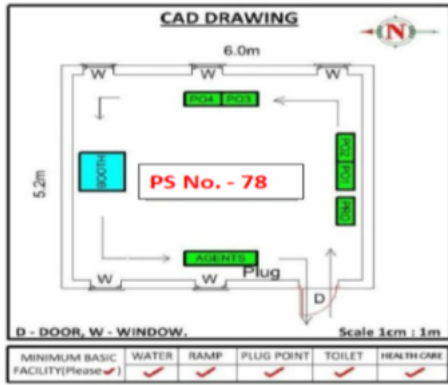 CAD DRAWING
N
6.0m
W W W
PO4 PO3
5.2m
BOOTH
PS No. - 78
PO2
PO1
PRO
AGENTS
Plug
W W
D
D - DOOR, W - WINDOW. Scale 1cm : 1m
MINIMUM BASIC FACILITY(Please✓) WATER RAMP PLUG POINT TOILET HEALTH CARE